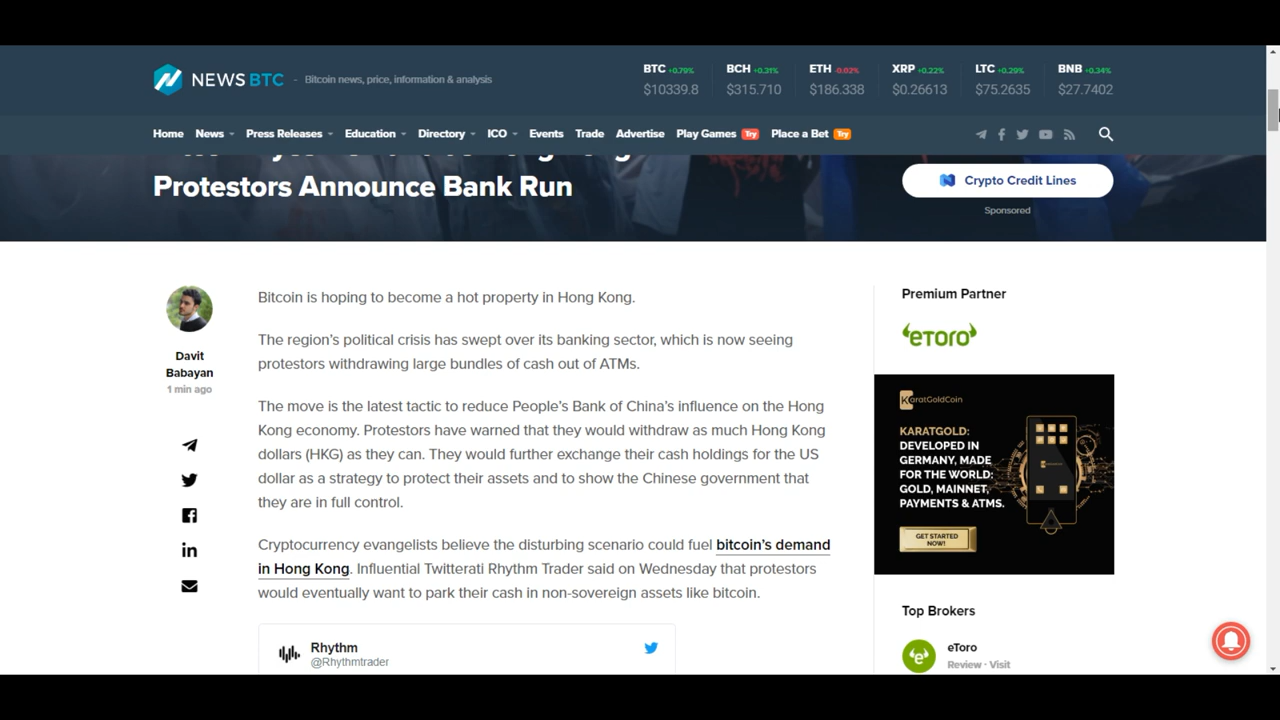 NEWS BTC
Bitcoin news, price, information & analysis
BTC +0.79%
$10339.8
BCH +0.31%
$315.710
ETH -0.02%
$186.338
XRP +0.22%
$0.26613
LTC +0.29%
$75.2635
BNB +0.34%
$27.7402
Home News Press Releases Education Directory ICO Events Trade Advertise Play Games Try Place a Bet Try
Protestors Announce Bank Run
Crypto Credit Lines
Sponsored
Davit
Babayan
1 min ago
Bitcoin is hoping to become a hot property in Hong Kong.
The region's political crisis has swept over its banking sector, which is now seeing
protestors withdrawing large bundles of cash out of ATMs.
The move is the latest tactic to reduce People's Bank of China's influence on the Hong
Kong economy. Protestors have warned that they would withdraw as much Hong Kong
dollars (HKG) as they can. They would further exchange their cash holdings for the US
dollar as a strategy to protect their assets and to show the Chinese government that
they are in full control.
Cryptocurrency evangelists believe the disturbing scenario could fuel bitcoin's demand
in Hong Kong. Influential Twitterati Rhythm Trader said on Wednesday that protestors
would eventually want to park their cash in non-sovereign assets like bitcoin.
Rhythm
@Rhythmtrader
Premium Partner
eToro
KaratGoldCoin
KARATGOLD:
DEVELOPED IN
GERMANY, MADE
FOR THE WORLD:
GOLD, MAINNET,
PAYMENTS & ATMS.
GET STARTED
NOW!
Top Brokers
eToro
Review · Visit